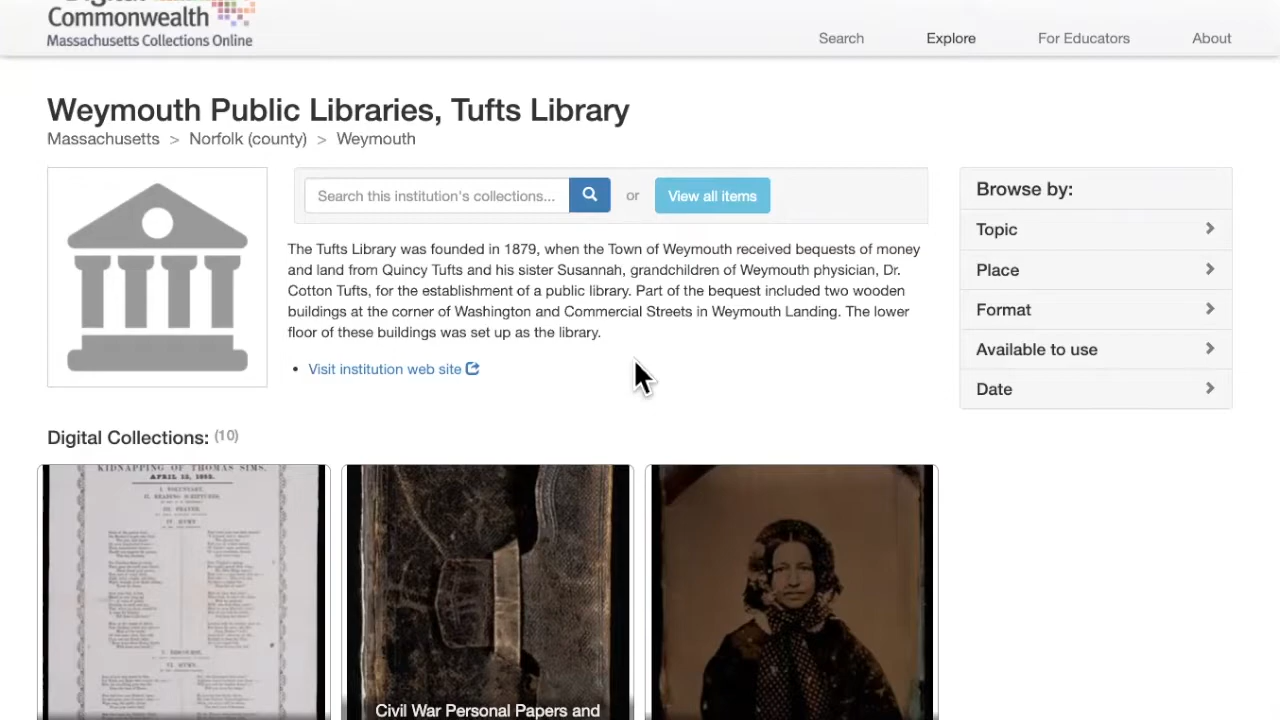 Digital
Commonwealth
Massachusetts Collections Online
Search
Explore
For Educators
About
Weymouth Public Libraries, Tufts Library
Massachusetts > Norfolk (county) > Weymouth
Search this institution's collections...
or
View all items
The Tufts Library was founded in 1879, when the Town of Weymouth received bequests of money
and land from Quincy Tufts and his sister Susannah, grandchildren of Weymouth physician, Dr.
Cotton Tufts, for the establishment of a public library. Part of the bequest included two wooden
buildings at the corner of Washington and Commercial Streets in Weymouth Landing. The lower
floor of these buildings was set up as the library.
• Visit institution web site
Browse by:
Topic
Place
Format
Available to use
Date
Digital Collections: (10)
KIDNAPPING OF THOMAS SIMS,
Civil War Personal Papers and